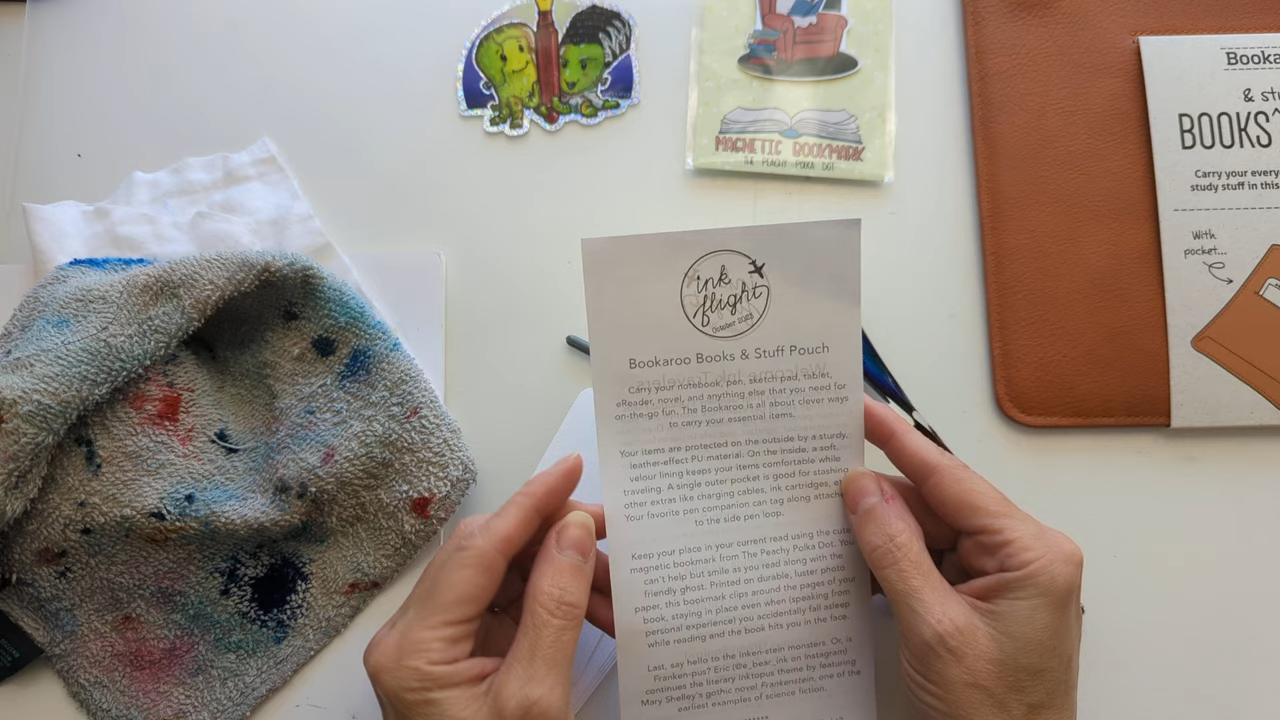 MAGNETIC BOOKMARK
THE PEACHY POLKA DOT
Booka
& stu
BOOKS
Carry your every
study stuff in this
With
pocket...
ink
flight
October 2023
Bookaroo Books & Stuff Pouch
Carry your notebook, pen, sketch pad, tablet,
eReader, novel, and anything else that you need for
on-the-go fun. The Bookaroo is all about clever ways
to carry your essential items.
Your items are protected on the outside by a sturdy,
leather-effect PU material. On the inside, a soft,
velour lining keeps your items comfortable while
traveling. A single outer pocket is good for stashing
other extras like charging cables, ink cartridges, e
Your favorite pen companion can tag along attache
to the side pen loop.
Keep your place in your current read using the cute
magnetic bookmark from The Peachy Polka Dot. You
can't help but smile as you read along with the
friendly ghost. Printed on durable, luster photo
paper, this bookmark clips around the pages of your
book, staying in place even when (speaking from
personal experience) you accidentally fall asleep
while reading and the book hits you in the face.
Last, say hello to the Inken-stein monsters. Or, is
Franken-pus? Eric (@e_bear_ink on Instagram)
continues the literary Inktopus theme by featuring
Mary Shelley's gothic novel Frankenstein, one of the
earliest examples of science fiction.